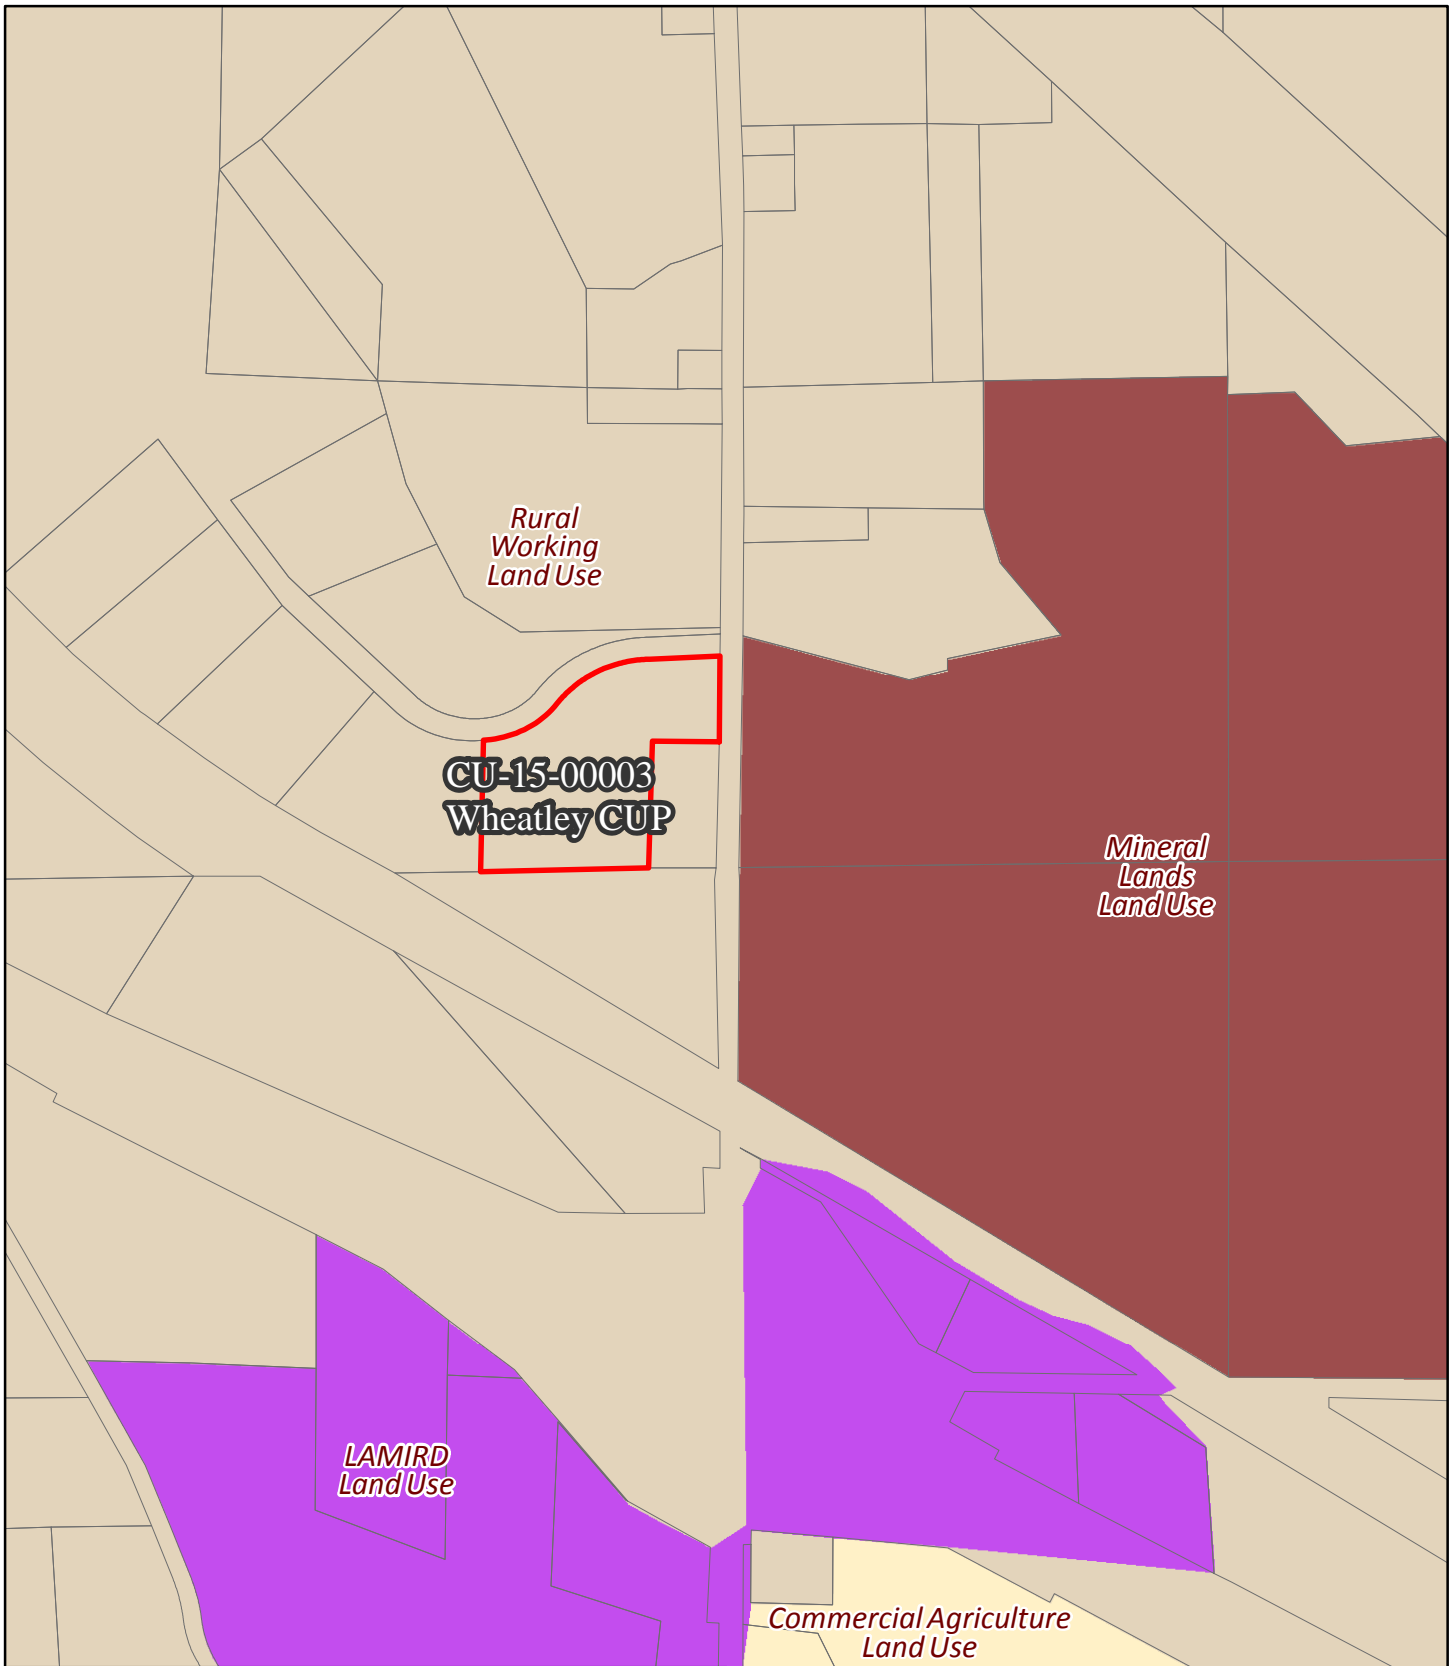 Rural
Working
Land Use
CU-15-00003
Wheatley CUP
Mineral
Lands
Land Use
LAMIRD
Land Use
Commercial Agriculture
Land Use